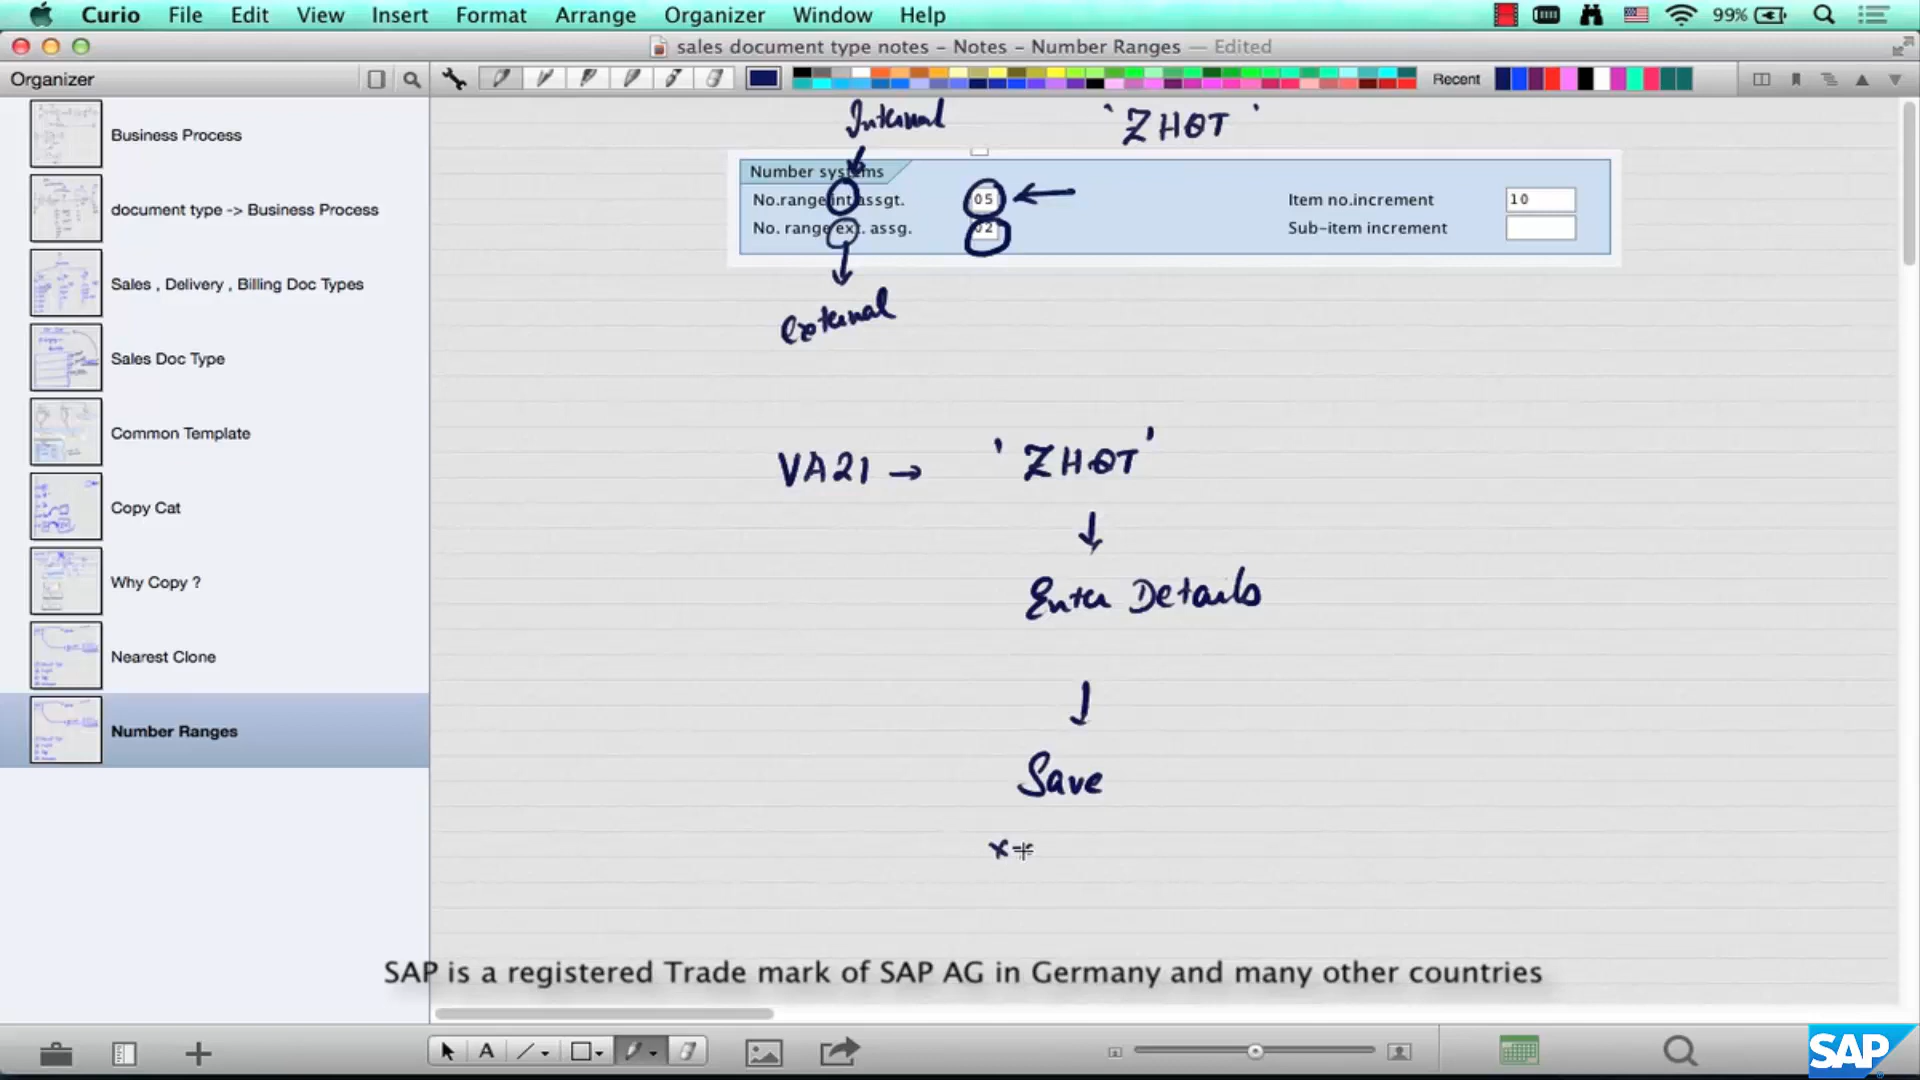 Curio File Edit View Insert Format Arrange Organizer Window Help 99%
sales document type notes – Notes – Number Ranges — Edited
Organizer
Recent
Business Process
document type -> Business Process
Sales , Delivery , Billing Doc Types
Sales Doc Type
Common Template
Copy Cat
Why Copy ?
Nearest Clone
Number Ranges
Internal 'ZHOT'
Number systems
No.range int.assgt. 05 Item no.increment 10
No. range ext. assg. 02 Sub-item increment
external
VA21 → 'ZHOT'
Enter Details
Save
SAP is a registered Trade mark of SAP AG in Germany and many other countries
A
SAP